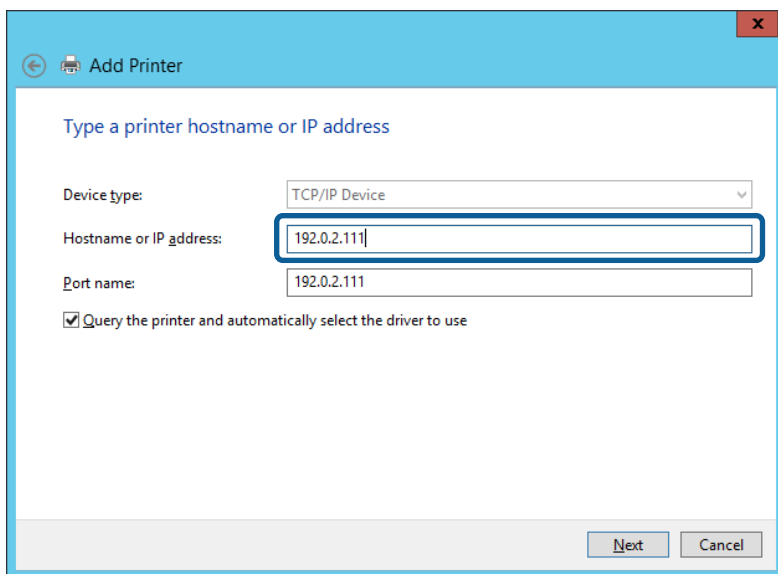 x
Add Printer
Type a printer hostname or IP address
Device type: TCP/IP Device
Hostname or IP address: 192.0.2.111
Port name: 192.0.2.111
Query the printer and automatically select the driver to use
Next Cancel